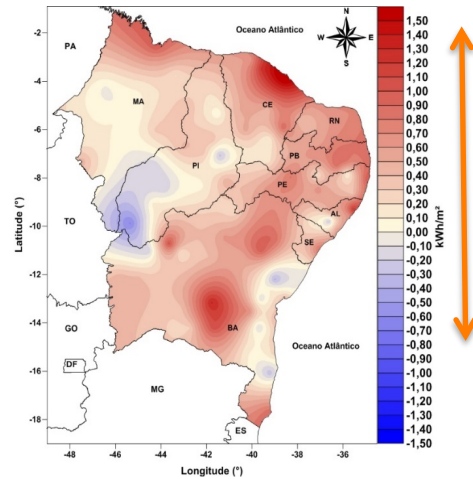 Oceano Atlântico
N
W
E
S
PA
MA
CE
RN
PB
PI
PE
AL
SE
TO
BA
Oceano Atlântico
GO
DF
MG
ES
-2
-4
-6
-8
-10
-12
-14
-16
-18
Latitude (°)
-48 -46 -44 -42 -40 -38 -36
Longitude (°)
1,50
1,40
1,30
1,20
1,10
1,00
0,90
0,80
0,70
0,60
0,50
0,40
0,30
0,20
0,10
0,00
-0,10
-0,20
-0,30
-0,40
-0,50
-0,60
-0,70
-0,80
-0,90
-1,00
-1,10
-1,20
-1,30
-1,40
-1,50
kWh/m²